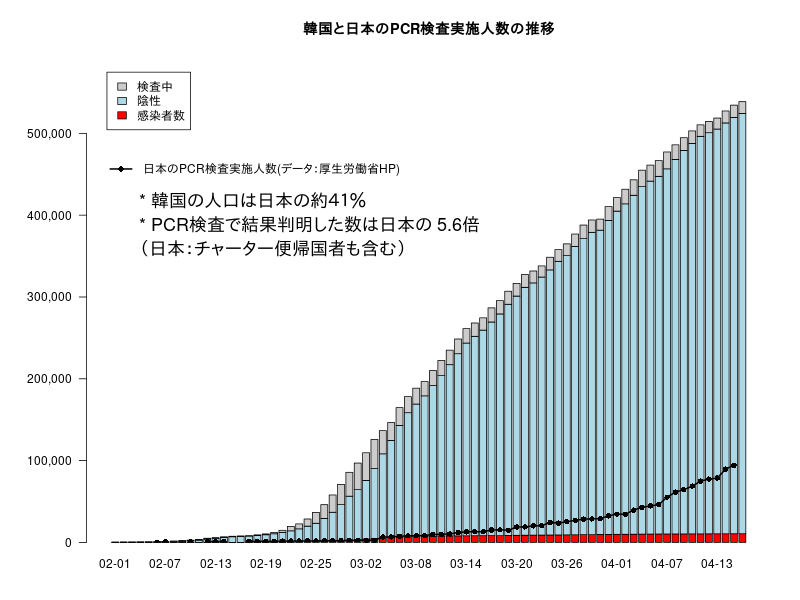 韓国と日本のPCR検査実施人数の推移
検査中
陰性
感染者数
日本のPCR検査実施人数(データ：厚生労働省HP)
* 韓国の人口は日本の約41%
* PCR検査で結果判明した数は日本の 5.6倍
（日本：チャーター便帰国者も含む）
500,000
400,000
300,000
200,000
100,000
0
02-01 02-07 02-13 02-19 02-25 03-02 03-08 03-14 03-20 03-26 04-01 04-07 04-13